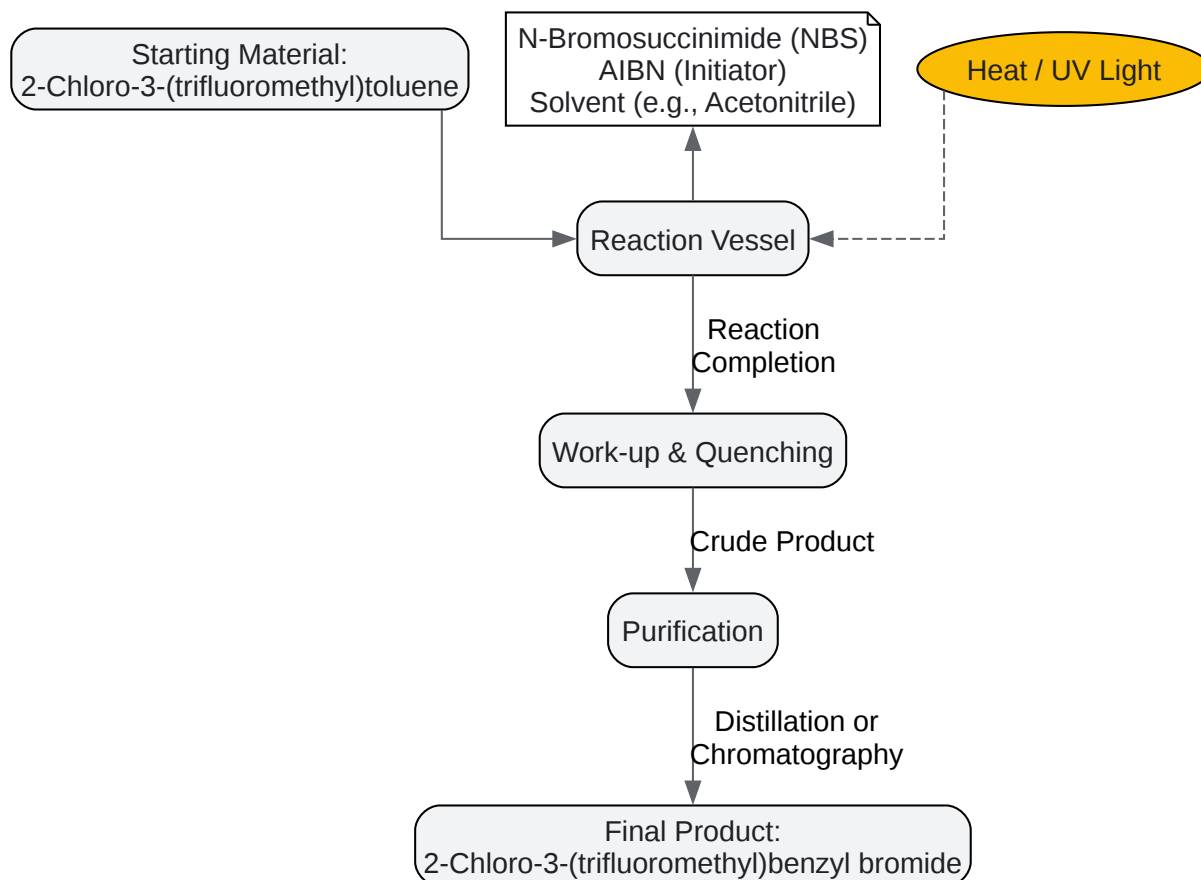 Starting Material:
2-Chloro-3-(trifluoromethyl)toluene
N-Bromosuccinimide (NBS)
AIBN (Initiator)
Solvent (e.g., Acetonitrile)
Heat / UV Light
Reaction Vessel
Reaction
Completion
Work-up & Quenching
Crude Product
Purification
Distillation or
Chromatography
Final Product:
2-Chloro-3-(trifluoromethyl)benzyl bromide